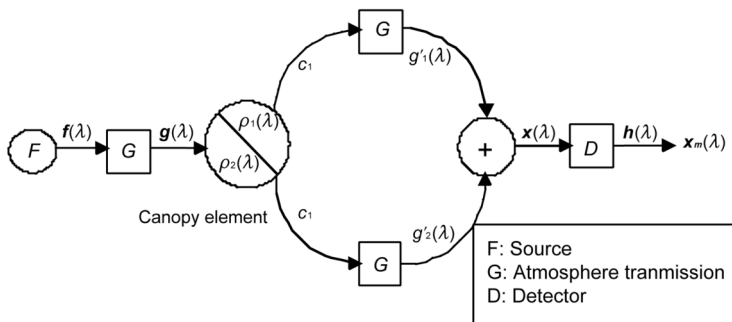 F
f(λ)
G
g(λ)
ρ₁(λ)
ρ₂(λ)
Canopy element
c₁
G
g'₁(λ)
c₁
G
g'₂(λ)
+
x(λ)
D
h(λ)
xₘ(λ)
F: Source
G: Atmosphere tranmission
D: Detector